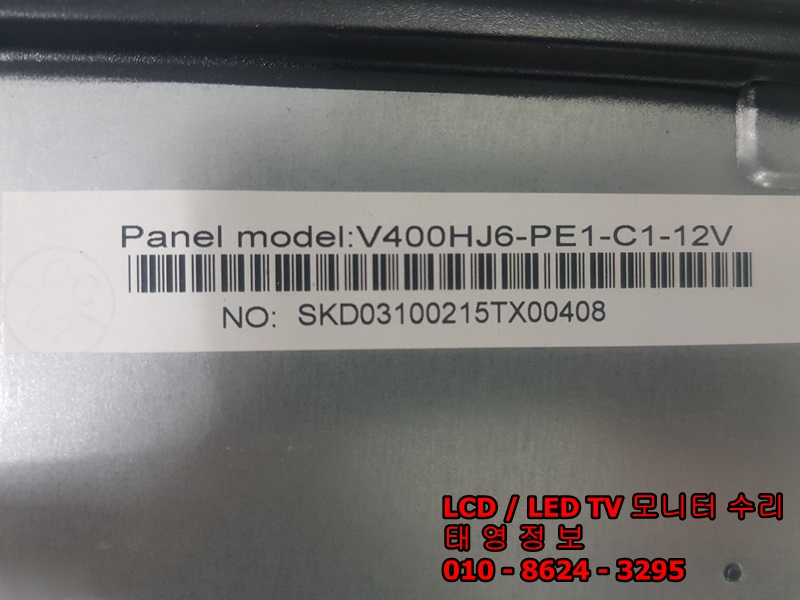 Panel model:V400HJ6-PE1-C1-12V
NO: SKD03100215TX00408
LCD / LED TV 모니터 수리
태 영 정 보
010 - 8624 - 3295